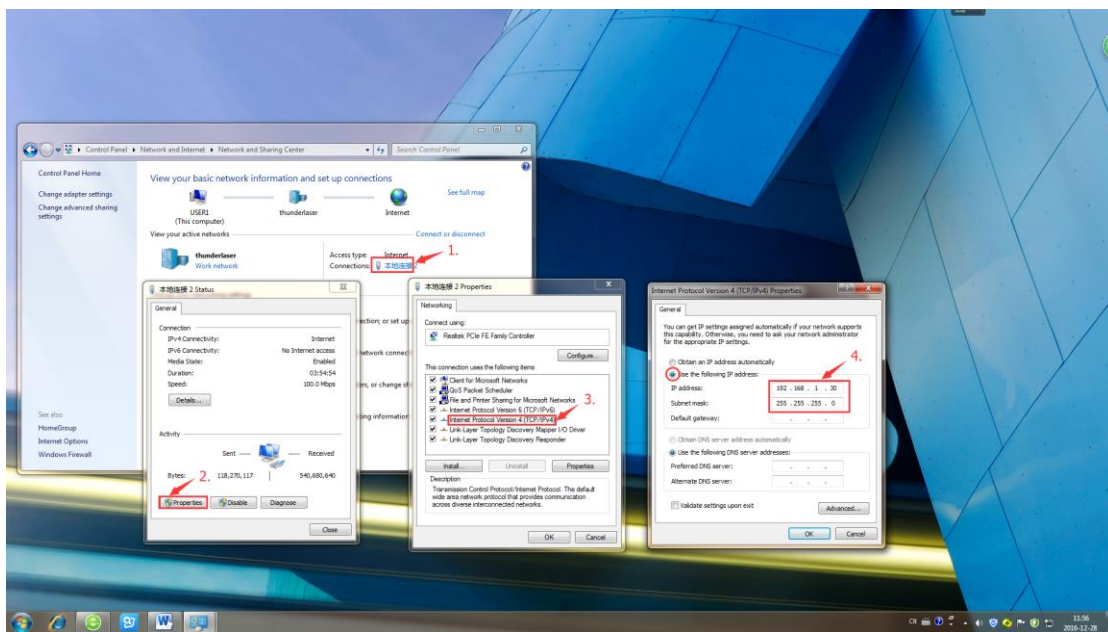 Control Panel ▸ Network and Internet ▸ Network and Sharing Center
Search Control Panel
Control Panel Home
Change adapter settings
Change advanced sharing
settings
See also
HomeGroup
Internet Options
Windows Firewall
View your basic network information and set up connections
See full map
USER1
(This computer)
thunderlaser
Internet
View your active networks
Connect or disconnect
thunderlaser
Work network
Access type: Internet
Connections: 本地连接 2
1.
ection; or set up
network connec
ing information
本地连接 2 Status
General
Connection
IPv4 Connectivity: Internet
IPv6 Connectivity: No Internet access
Media State: Enabled
Duration: 03:54:54
Speed: 100.0 Mbps
Details...
Activity
Sent
Received
Bytes: 118,276,117 540,680,640
2.
Properties
Disable
Diagnose
Close
本地连接 2 Properties
Networking
Connect using:
Realtek PCIe FE Family Controller
Configure...
This connection uses the following items:
Client for Microsoft Networks
QoS Packet Scheduler
File and Printer Sharing for Microsoft Networks
Internet Protocol Version 6 (TCP/IPv6)
Internet Protocol Version 4 (TCP/IPv4)
Link-Layer Topology Discovery Mapper I/O Driver
Link-Layer Topology Discovery Responder
3.
Install...
Uninstall
Properties
Description
Transmission Control Protocol/Internet Protocol. The default
wide area network protocol that provides communication
across diverse interconnected networks.
OK
Cancel
Internet Protocol Version 4 (TCP/IPv4) Properties
General
You can get IP settings assigned automatically if your network supports
this capability. Otherwise, you need to ask your network administrator
for the appropriate IP settings.
Obtain an IP address automatically
Use the following IP address:
4.
IP address: 192 . 168 . 1 . 30
Subnet mask: 255 . 255 . 255 . 0
Default gateway:
Obtain DNS server address automatically
Use the following DNS server addresses:
Preferred DNS server:
Alternate DNS server:
Validate settings upon exit
Advanced...
OK
Cancel
CH
11:56
2016-12-28